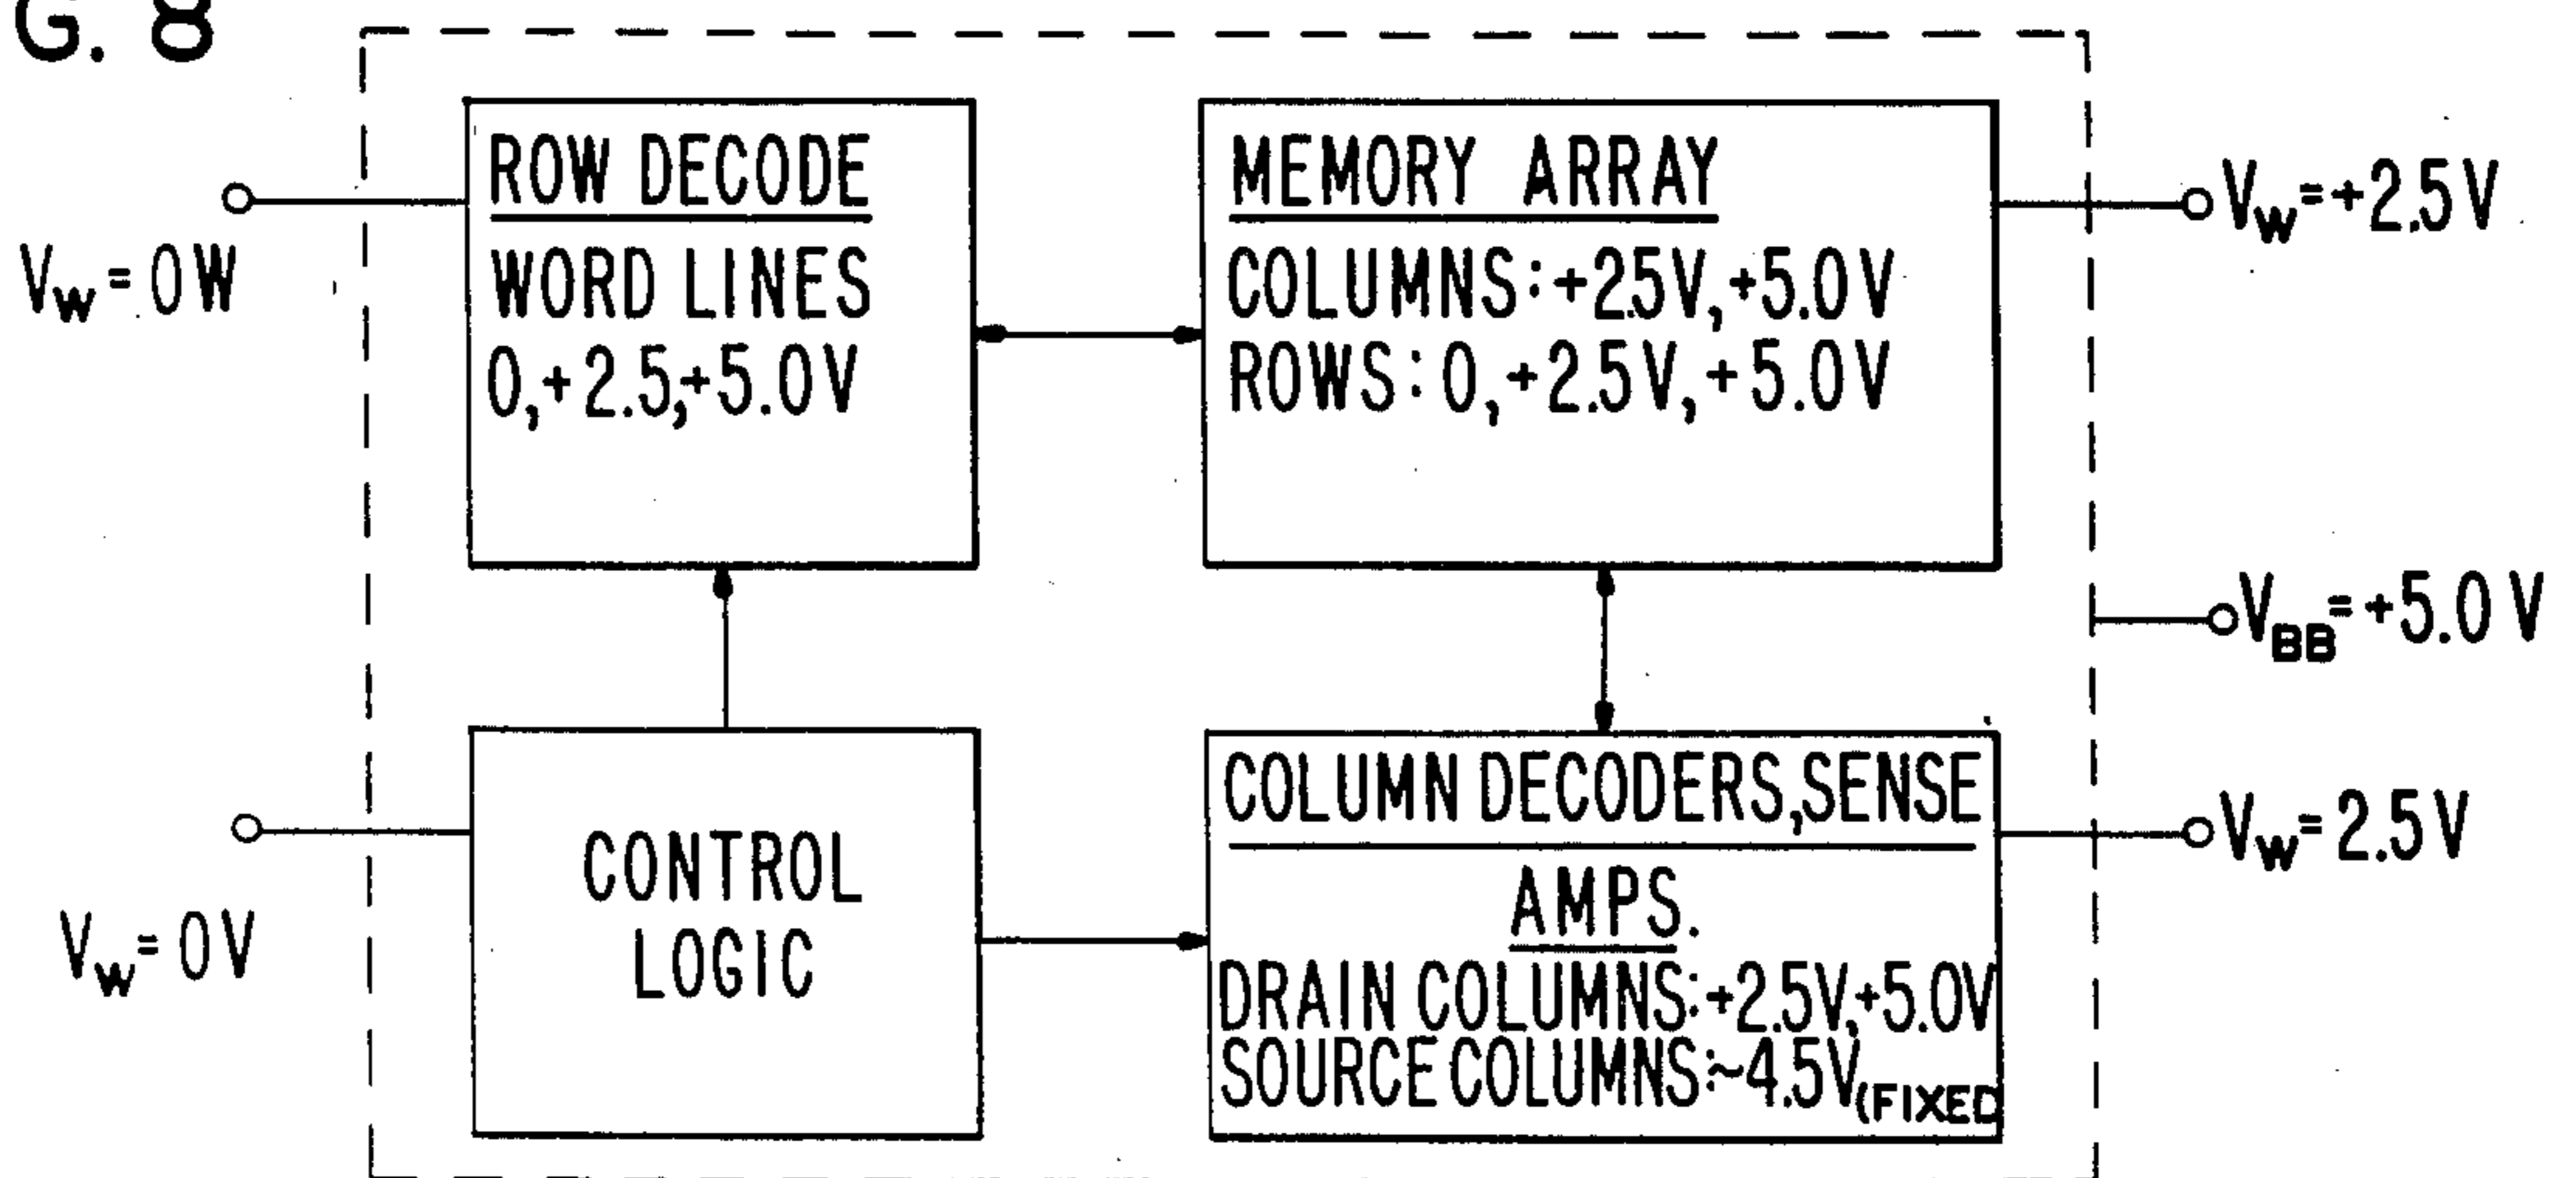 G. 8
ROW DECODE
WORD LINES
0,+2.5,+5.0V
MEMORY ARRAY
COLUMNS:+2.5V,+5.0V
ROWS:0,+2.5V,+5.0V
Vw=0W
Vw=+2.5V
VBB=+5.0V
CONTROL
LOGIC
COLUMN DECODERS,SENSE
AMPS.
DRAIN COLUMNS:+2.5V,+5.0V
SOURCE COLUMNS:~4.5V(FIXED
Vw=0V
Vw=2.5V